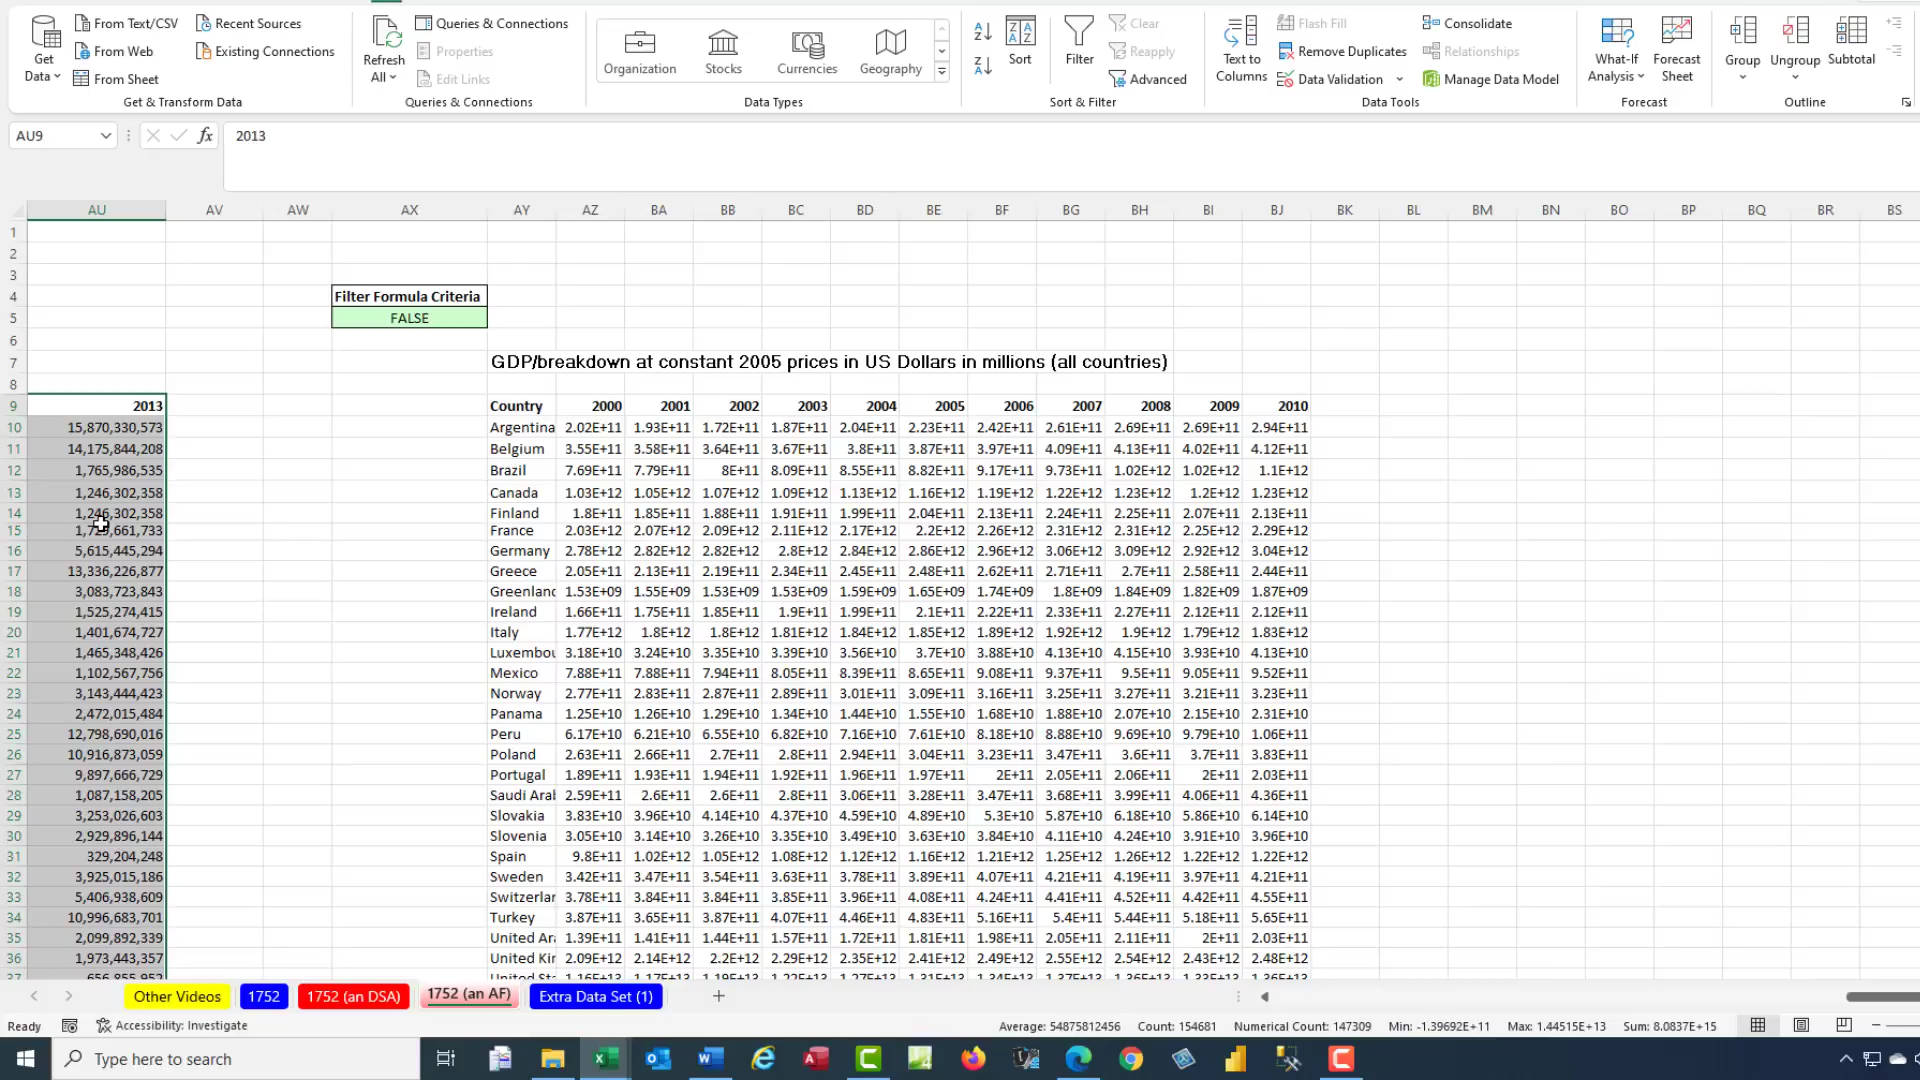 From Text/CSV Recent Sources Queries & Connections Clear Flash Fill Consolidate
Get Data From Web Existing Connections Refresh All Properties Organization Stocks Currencies Geography Sort Filter Reapply Text to Columns Remove Duplicates Relationships What-If Analysis Forecast Sheet Group Ungroup Subtotal
From Sheet Edit Links Advanced Data Validation Manage Data Model
Get & Transform Data Queries & Connections Data Types Sort & Filter Data Tools Forecast Outline
AU9 fx 2013
AU AV AW AX AY AZ BA BB BC BD BE BF BG BH BI BJ BK BL BM BN BO BP BQ BR BS
1
2
3
4 Filter Formula Criteria
5 FALSE
6
7 GDP/breakdown at constant 2005 prices in US Dollars in millions (all countries)
8
9 2013 Country 2000 2001 2002 2003 2004 2005 2006 2007 2008 2009 2010
10 15,870,330,573 Argentina 2.02E+11 1.93E+11 1.72E+11 1.87E+11 2.04E+11 2.23E+11 2.42E+11 2.61E+11 2.69E+11 2.69E+11 2.94E+11
11 14,175,844,208 Belgium 3.55E+11 3.58E+11 3.64E+11 3.67E+11 3.8E+11 3.87E+11 3.97E+11 4.09E+11 4.13E+11 4.02E+11 4.12E+11
12 1,765,986,535 Brazil 7.69E+11 7.79E+11 8E+11 8.09E+11 8.55E+11 8.82E+11 9.17E+11 9.73E+11 1.02E+12 1.02E+12 1.1E+12
13 1,246,302,358 Canada 1.03E+12 1.05E+12 1.07E+12 1.09E+12 1.13E+12 1.16E+12 1.19E+12 1.22E+12 1.23E+12 1.2E+12 1.23E+12
14 1,246,302,358 Finland 1.8E+11 1.85E+11 1.88E+11 1.91E+11 1.99E+11 2.04E+11 2.13E+11 2.24E+11 2.25E+11 2.07E+11 2.13E+11
15 France 2.03E+12 2.07E+12 2.09E+12 2.11E+12 2.17E+12 2.2E+12 2.26E+12 2.31E+12 2.31E+12 2.25E+12 2.29E+12
16 5,615,445,294 Germany 2.78E+12 2.82E+12 2.82E+12 2.8E+12 2.84E+12 2.86E+12 2.96E+12 3.06E+12 3.09E+12 2.92E+12 3.04E+12
17 13,336,226,877 Greece 2.05E+11 2.13E+11 2.19E+11 2.34E+11 2.45E+11 2.48E+11 2.62E+11 2.71E+11 2.7E+11 2.58E+11 2.44E+11
18 3,083,723,843 Greenland 1.53E+09 1.55E+09 1.53E+09 1.53E+09 1.59E+09 1.65E+09 1.74E+09 1.8E+09 1.84E+09 1.82E+09 1.87E+09
19 1,525,274,415 Ireland 1.66E+11 1.75E+11 1.85E+11 1.9E+11 1.99E+11 2.1E+11 2.22E+11 2.33E+11 2.27E+11 2.12E+11 2.12E+11
20 1,401,674,727 Italy 1.77E+12 1.8E+12 1.8E+12 1.81E+12 1.84E+12 1.85E+12 1.89E+12 1.92E+12 1.9E+12 1.79E+12 1.83E+12
21 1,465,348,426 Luxembou 3.18E+10 3.24E+10 3.35E+10 3.39E+10 3.56E+10 3.7E+10 3.88E+10 4.13E+10 4.15E+10 3.93E+10 4.13E+10
22 1,102,567,756 Mexico 7.88E+11 7.88E+11 7.94E+11 8.05E+11 8.39E+11 8.65E+11 9.08E+11 9.37E+11 9.5E+11 9.05E+11 9.52E+11
23 3,143,444,423 Norway 2.77E+11 2.83E+11 2.87E+11 2.89E+11 3.01E+11 3.09E+11 3.16E+11 3.25E+11 3.27E+11 3.21E+11 3.23E+11
24 2,472,015,484 Panama 1.25E+10 1.26E+10 1.29E+10 1.34E+10 1.44E+10 1.55E+10 1.68E+10 1.88E+10 2.07E+10 2.15E+10 2.31E+10
25 12,798,690,016 Peru 6.17E+10 6.21E+10 6.55E+10 6.82E+10 7.16E+10 7.61E+10 8.18E+10 8.88E+10 9.69E+10 9.79E+10 1.06E+11
26 10,916,873,059 Poland 2.63E+11 2.66E+11 2.7E+11 2.8E+11 2.94E+11 3.04E+11 3.23E+11 3.47E+11 3.6E+11 3.7E+11 3.83E+11
27 9,897,666,729 Portugal 1.89E+11 1.93E+11 1.94E+11 1.92E+11 1.96E+11 1.97E+11 2E+11 2.05E+11 2.06E+11 2E+11 2.03E+11
28 1,087,158,205 Saudi Aral 2.59E+11 2.6E+11 2.6E+11 2.8E+11 3.06E+11 3.28E+11 3.47E+11 3.68E+11 3.99E+11 4.06E+11 4.36E+11
29 3,253,026,603 Slovakia 3.83E+10 3.96E+10 4.14E+10 4.37E+10 4.59E+10 4.89E+10 5.3E+10 5.87E+10 6.18E+10 5.86E+10 6.14E+10
30 2,929,896,144 Slovenia 3.05E+10 3.14E+10 3.26E+10 3.35E+10 3.49E+10 3.63E+10 3.84E+10 4.11E+10 4.24E+10 3.91E+10 3.96E+10
31 329,204,248 Spain 9.8E+11 1.02E+12 1.05E+12 1.08E+12 1.12E+12 1.16E+12 1.21E+12 1.25E+12 1.26E+12 1.22E+12 1.22E+12
32 3,925,015,186 Sweden 3.42E+11 3.47E+11 3.54E+11 3.63E+11 3.78E+11 3.89E+11 4.07E+11 4.21E+11 4.19E+11 3.97E+11 4.21E+11
33 5,406,938,609 Switzerlar 3.78E+11 3.84E+11 3.84E+11 3.85E+11 3.96E+11 4.08E+11 4.24E+11 4.41E+11 4.52E+11 4.42E+11 4.55E+11
34 10,996,683,701 Turkey 3.87E+11 3.65E+11 3.87E+11 4.07E+11 4.46E+11 4.83E+11 5.16E+11 5.4E+11 5.44E+11 5.18E+11 5.65E+11
35 2,099,892,339 United Ar 1.39E+11 1.41E+11 1.44E+11 1.57E+11 1.72E+11 1.81E+11 1.98E+11 2.05E+11 2.11E+11 2E+11 2.03E+11
36 1,973,443,357 United Kir 2.09E+12 2.14E+12 2.2E+12 2.29E+12 2.35E+12 2.41E+12 2.49E+12 2.55E+12 2.54E+12 2.43E+12 2.48E+12
Other Videos 1752 1752 (an DSA) 1752 (an AF) Extra Data Set (1)
Ready Accessibility: Investigate Average: 54875812456 Count: 154681 Numerical Count: 147309 Min: -1.39692E+11 Max: 1.44515E+13 Sum: 8.0837E+15
Type here to search